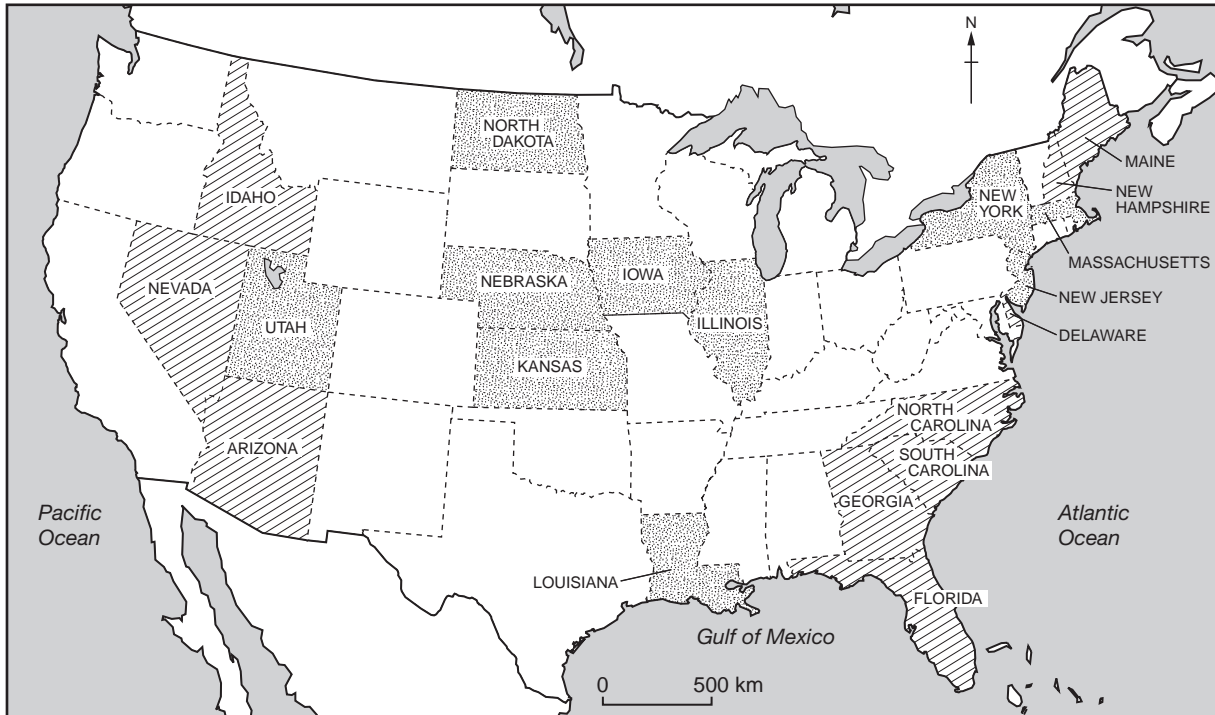 N
NORTH
DAKOTA
MAINE
IDAHO
NEW
YORK
NEW
HAMPSHIRE
MASSACHUSETTS
NEVADA
NEBRASKA
IOWA
NEW JERSEY
UTAH
ILLINOIS
DELAWARE
KANSAS
NORTH
CAROLINA
ARIZONA
SOUTH
CAROLINA
GEORGIA
Pacific
Ocean
Atlantic
Ocean
LOUISIANA
FLORIDA
Gulf of Mexico
0 500 km